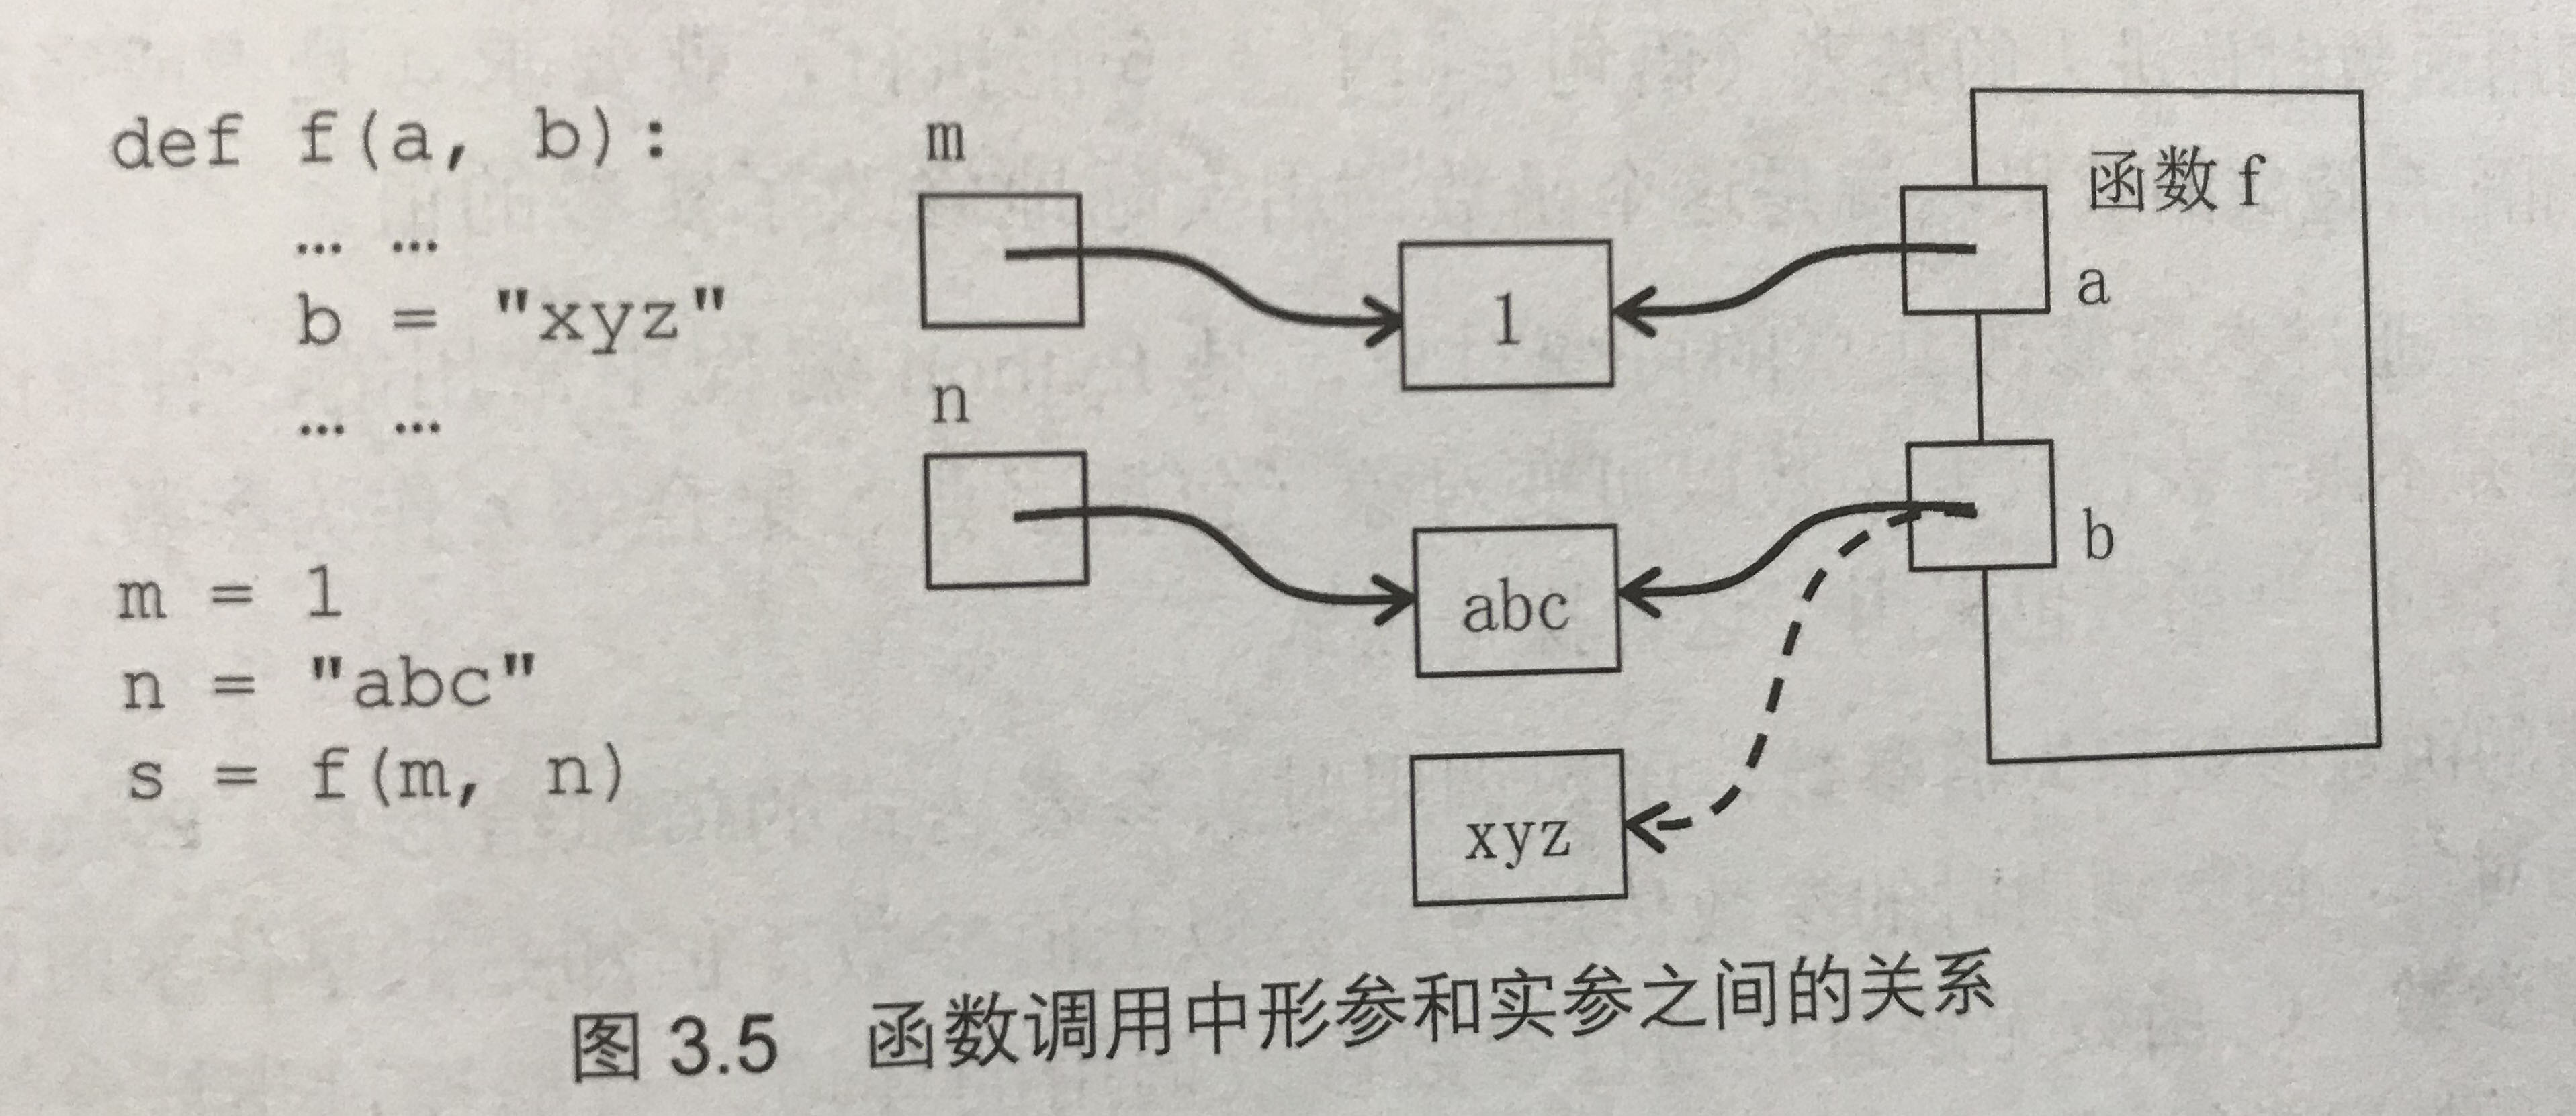 def f(a, b):
… …
b = "xyz"
… …
m = 1
n = "abc"
s = f(m, n)
m
n
1
abc
xyz
函数 f
a
b
图 3.5 函数调用中形参和实参之间的关系